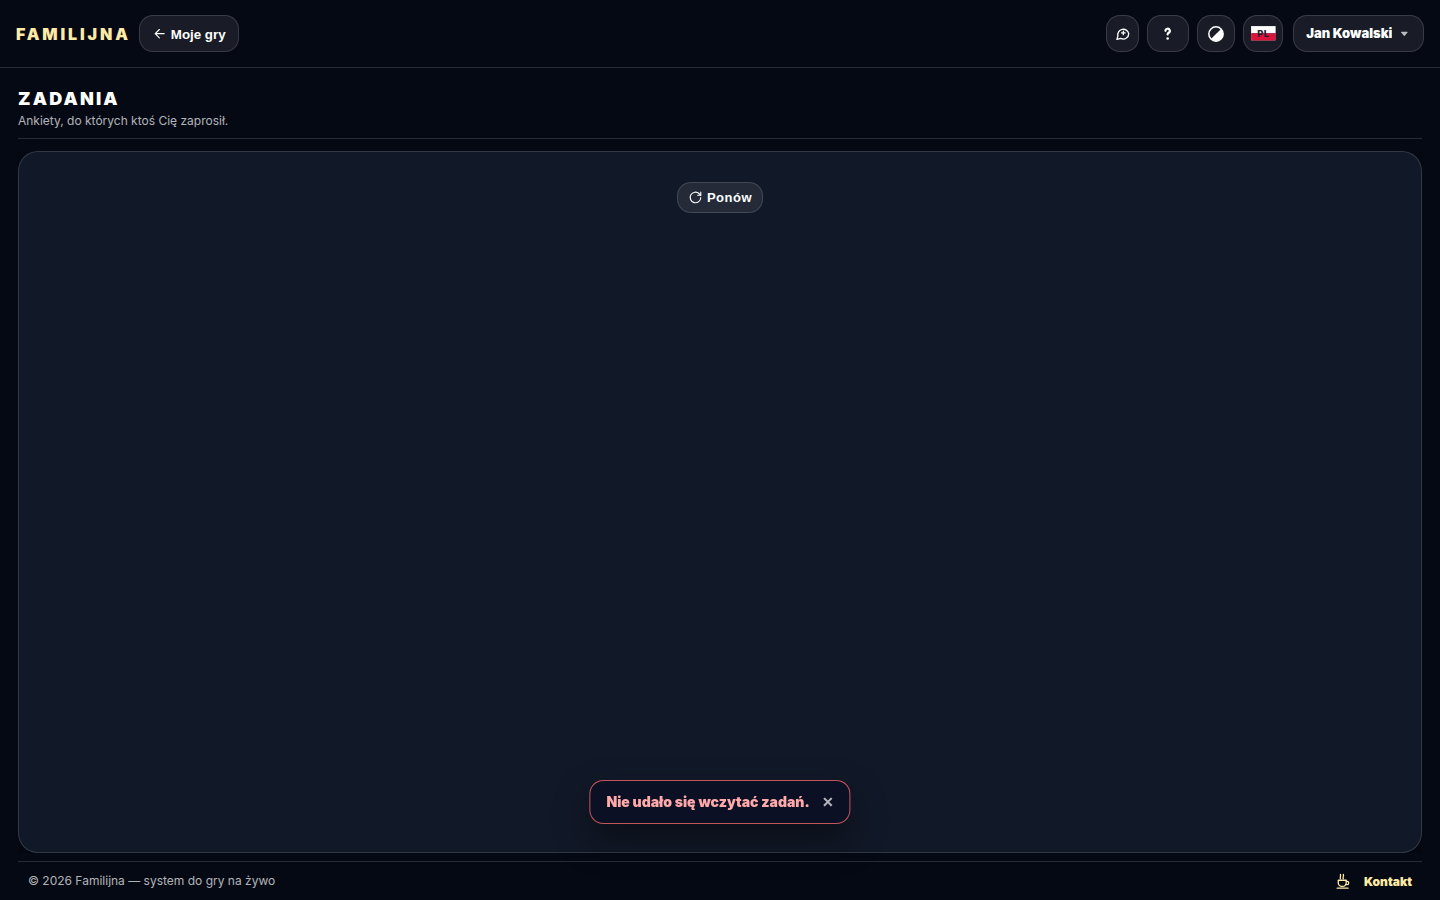 FAMILIJNA
Moje gry
?
PL
Jan Kowalski
ZADANIA
Ankiety, do których ktoś Cię zaprosił.
Ponów
Nie udało się wczytać zadań. ×
© 2026 Familijna — system do gry na żywo
Kontakt